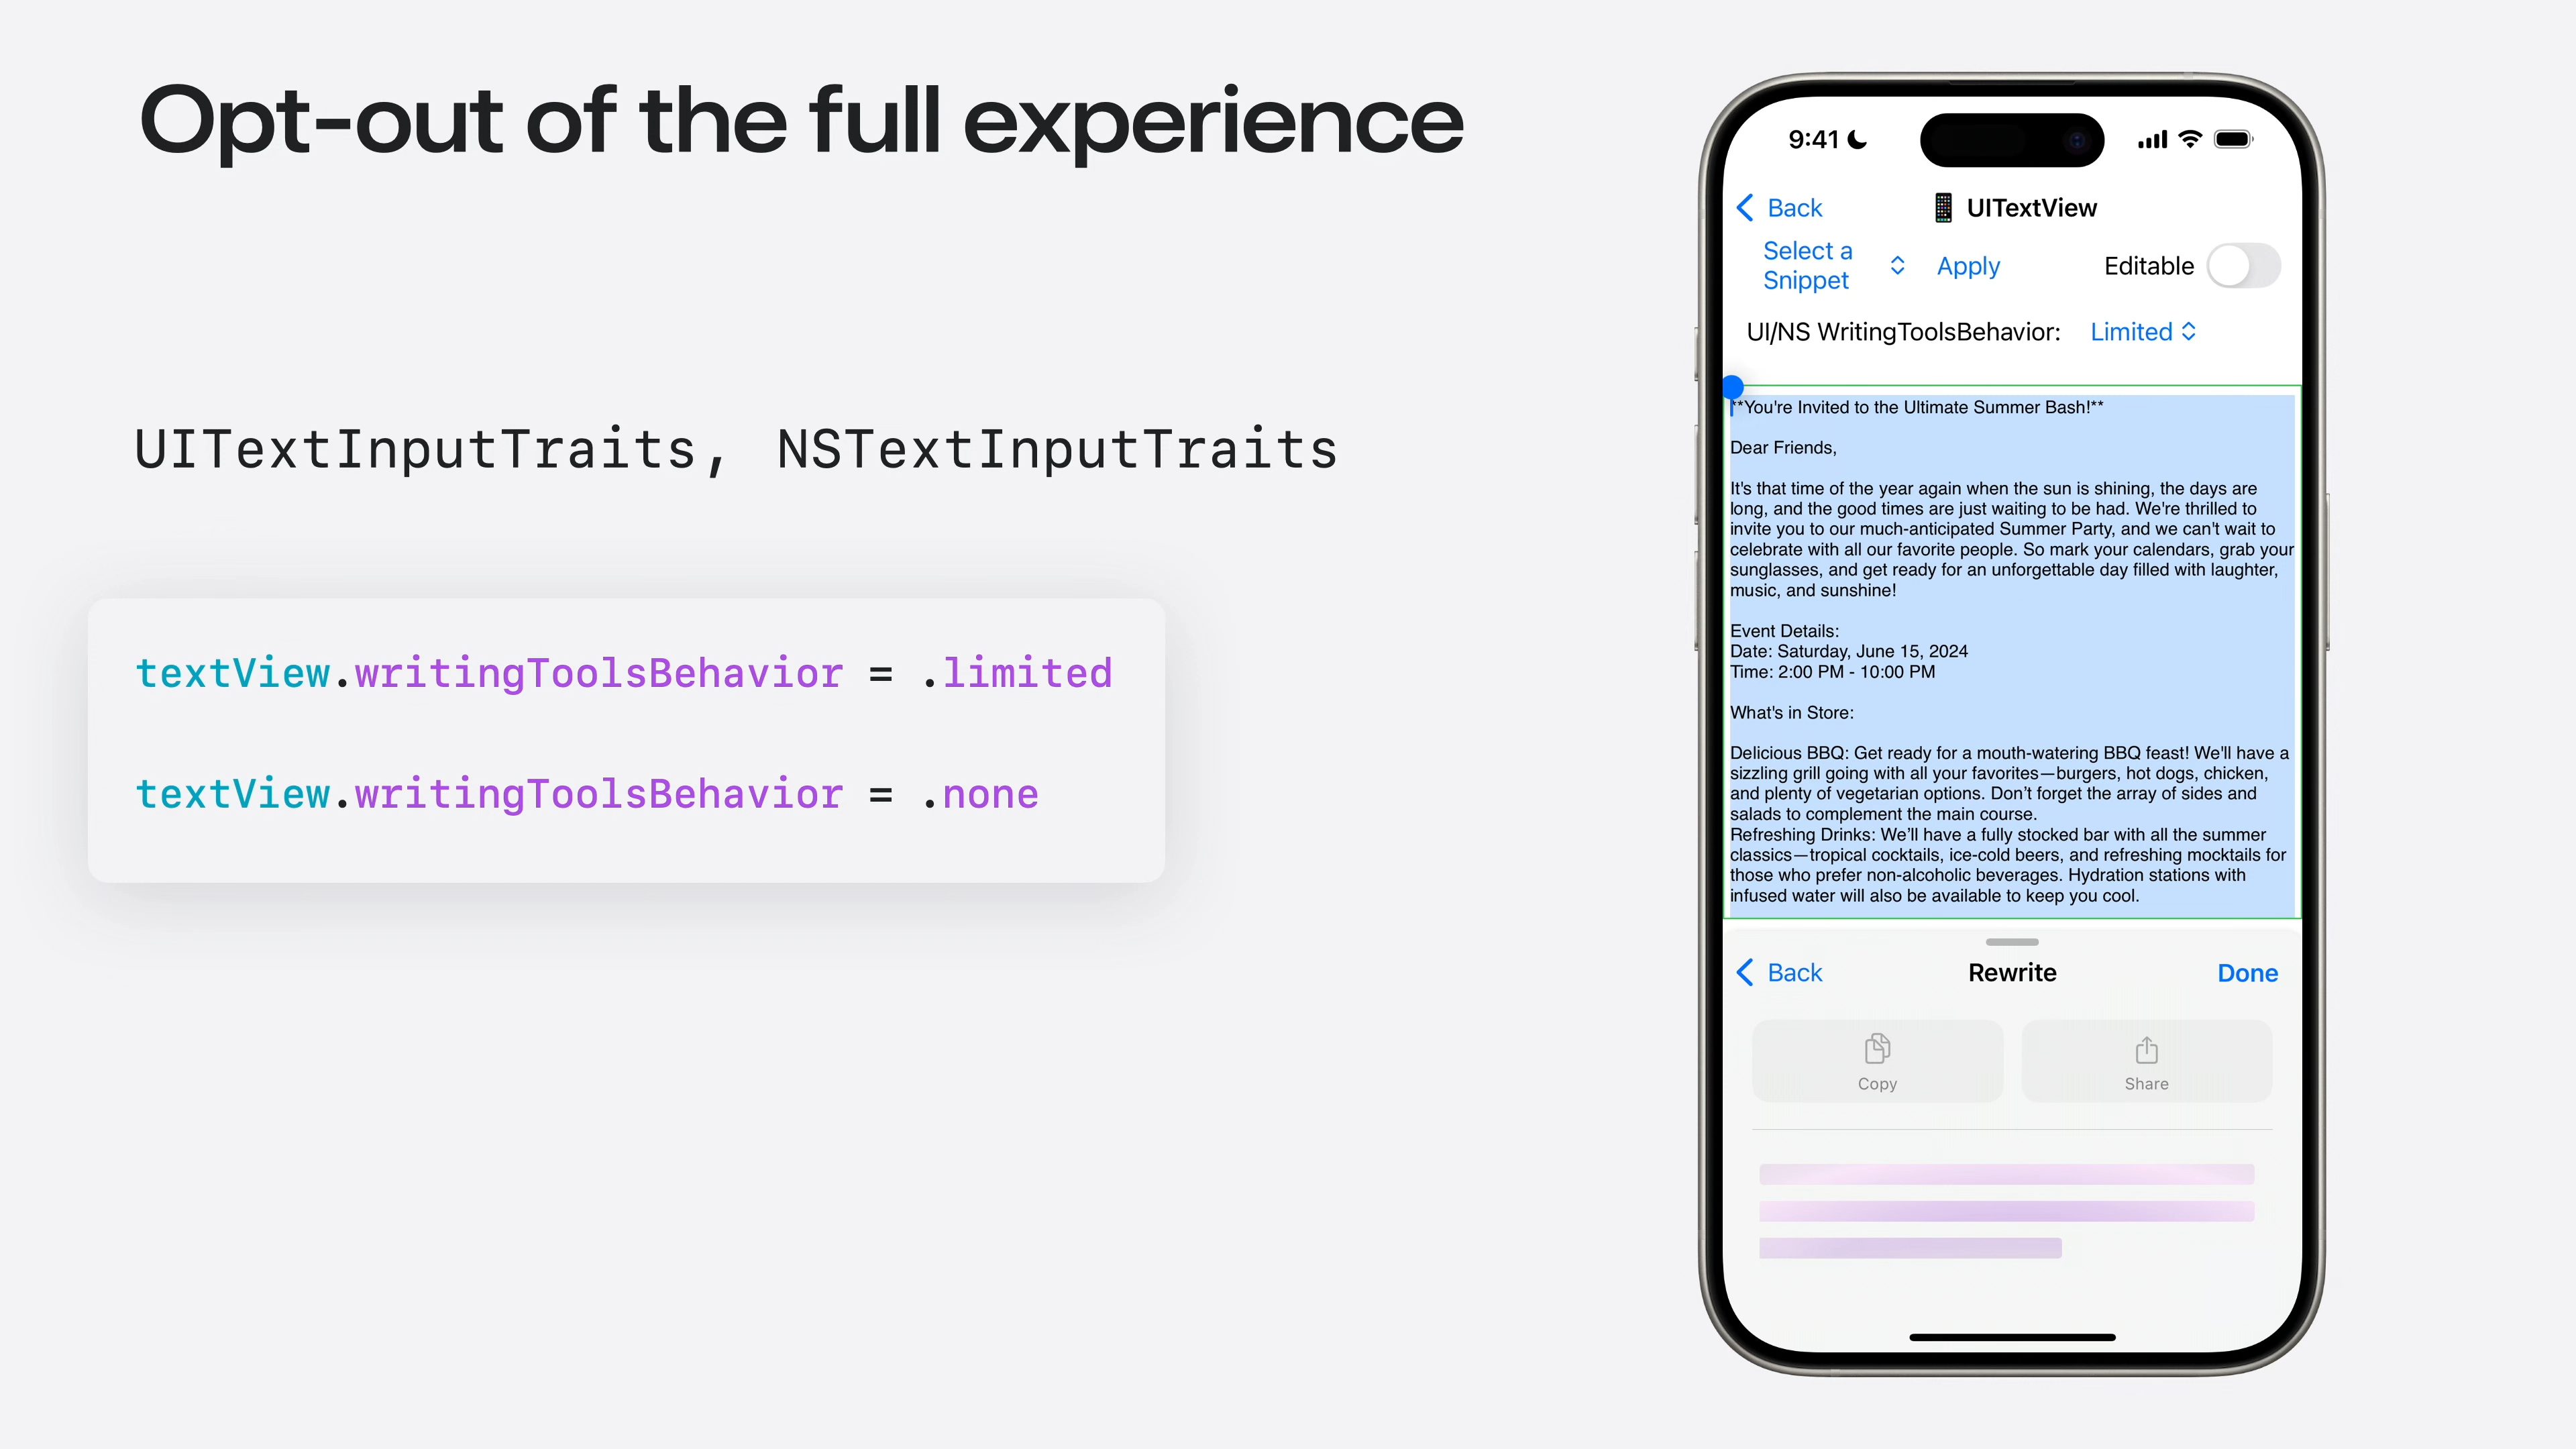 Opt-out of the full experience
UITextInputTraits, NSTextInputTraits
textView.writingToolsBehavior = .limited
textView.writingToolsBehavior = .none
9:41
Back
UITextView
Select a
Snippet
Apply
Editable
UI/NS WritingToolsBehavior:
Limited
**You're Invited to the Ultimate Summer Bash!**
Dear Friends,
It's that time of the year again when the sun is shining, the days are
long, and the good times are just waiting to be had. We're thrilled to
invite you to our much-anticipated Summer Party, and we can't wait to
celebrate with all our favorite people. So mark your calendars, grab your
sunglasses, and get ready for an unforgettable day filled with laughter,
music, and sunshine!
Event Details:
Date: Saturday, June 15, 2024
Time: 2:00 PM - 10:00 PM
What's in Store:
Delicious BBQ: Get ready for a mouth-watering BBQ feast! We'll have a
sizzling grill going with all your favorites—burgers, hot dogs, chicken,
and plenty of vegetarian options. Don’t forget the array of sides and
salads to complement the main course.
Refreshing Drinks: We’ll have a fully stocked bar with all the summer
classics—tropical cocktails, ice-cold beers, and refreshing mocktails for
those who prefer non-alcoholic beverages. Hydration stations with
infused water will also be available to keep you cool.
Back
Rewrite
Done
Copy
Share